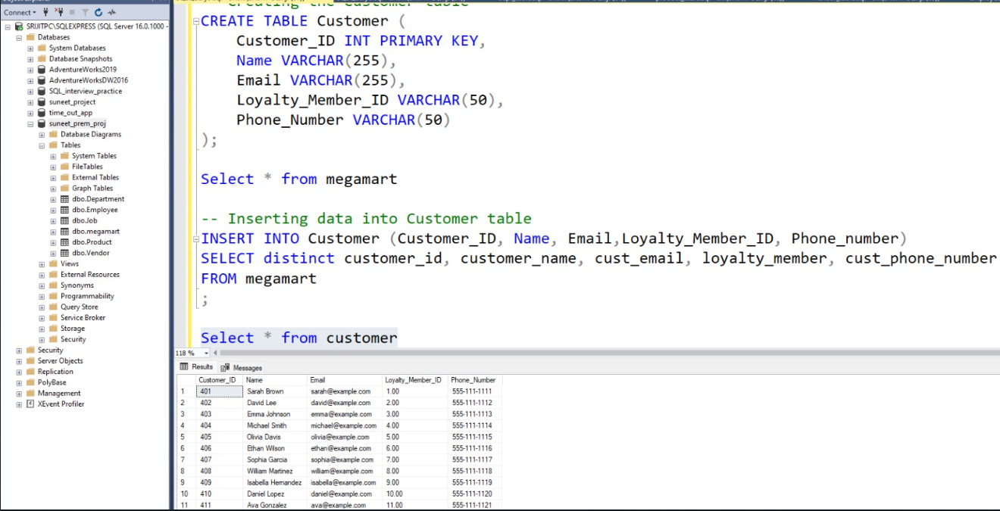 Connect
SRIJITPC\SQLEXPRESS (SQL Server 16.0.1000 -
Databases
System Databases
Database Snapshots
AdventureWorks2019
AdventureWorksDW2016
SQL_interview_practice
suneet_project
time_out_app
suneet_prem_proj
Database Diagrams
Tables
System Tables
FileTables
External Tables
Graph Tables
dbo.Department
dbo.Employee
dbo.Job
dbo.megamart
dbo.Product
dbo.Vendor
Views
External Resources
Synonyms
Programmability
Query Store
Service Broker
Storage
Security
Security
Server Objects
Replication
PolyBase
Management
XEvent Profiler
CREATE TABLE Customer (
Customer_ID INT PRIMARY KEY,
Name VARCHAR(255),
Email VARCHAR(255),
Loyalty_Member_ID VARCHAR(50),
Phone_Number VARCHAR(50)
);
Select * from megamart
-- Inserting data into Customer table
INSERT INTO Customer (Customer_ID, Name, Email,Loyalty_Member_ID, Phone_number)
SELECT distinct customer_id, customer_name, cust_email, loyalty_member, cust_phone_number
FROM megamart
;
Select * from customer
118 %
Results Messages
Customer_ID Name Email Loyalty_Member_ID Phone_Number
1 401 Sarah Brown sarah@example.com 1.00 555-111-1111
2 402 David Lee david@example.com 2.00 555-111-1112
3 403 Emma Johnson emma@example.com 3.00 555-111-1113
4 404 Michael Smith michael@example.com 4.00 555-111-1114
5 405 Olivia Davis olivia@example.com 5.00 555-111-1115
6 406 Ethan Wilson ethan@example.com 6.00 555-111-1116
7 407 Sophia Garcia sophia@example.com 7.00 555-111-1117
8 408 William Martinez william@example.com 8.00 555-111-1118
9 409 Isabella Hernandez isabella@example.com 9.00 555-111-1119
10 410 Daniel Lopez daniel@example.com 10.00 555-111-1120
11 411 Ava Gonzalez ava@example.com 11.00 555-111-1121